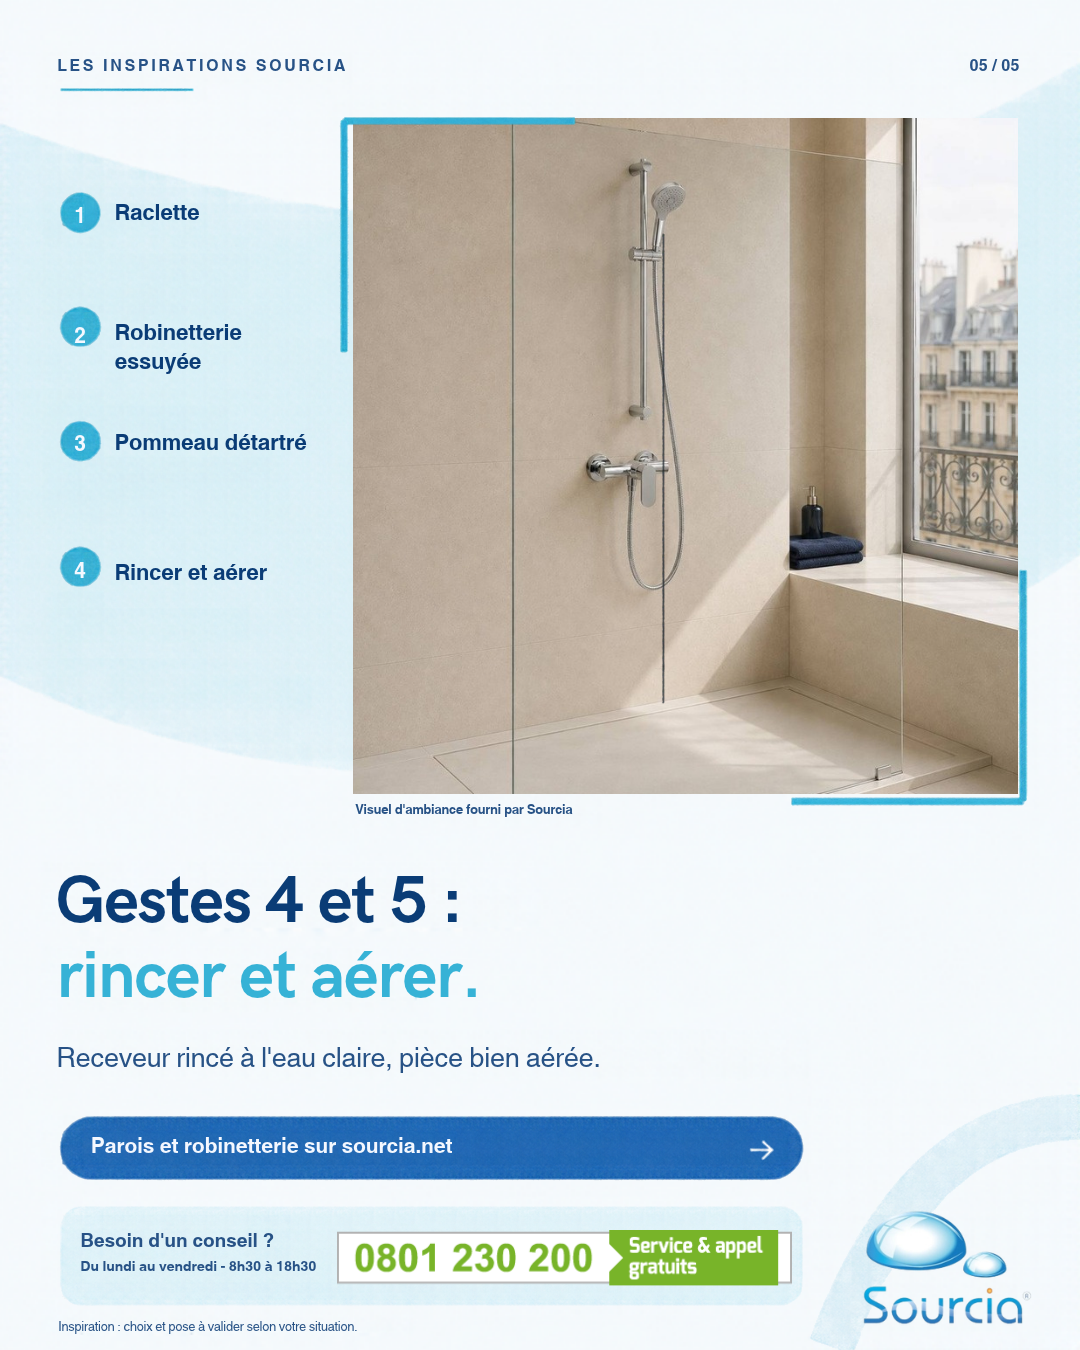 LES INSPIRATIONS SOURCIA
05 / 05
1 Raclette
2 Robinetterie
essuyée
3 Pommeau détartré
4 Rincer et aérer
Visuel d'ambiance fourni par Sourcia
Gestes 4 et 5 :
rincer et aérer.
Receveur rincé à l'eau claire, pièce bien aérée.
Parois et robinetterie sur sourcia.net →
Besoin d'un conseil ?
Du lundi au vendredi - 8h30 à 18h30
0801 230 200
Service & appel
gratuits
Sourcia®
Inspiration : choix et pose à valider selon votre situation.